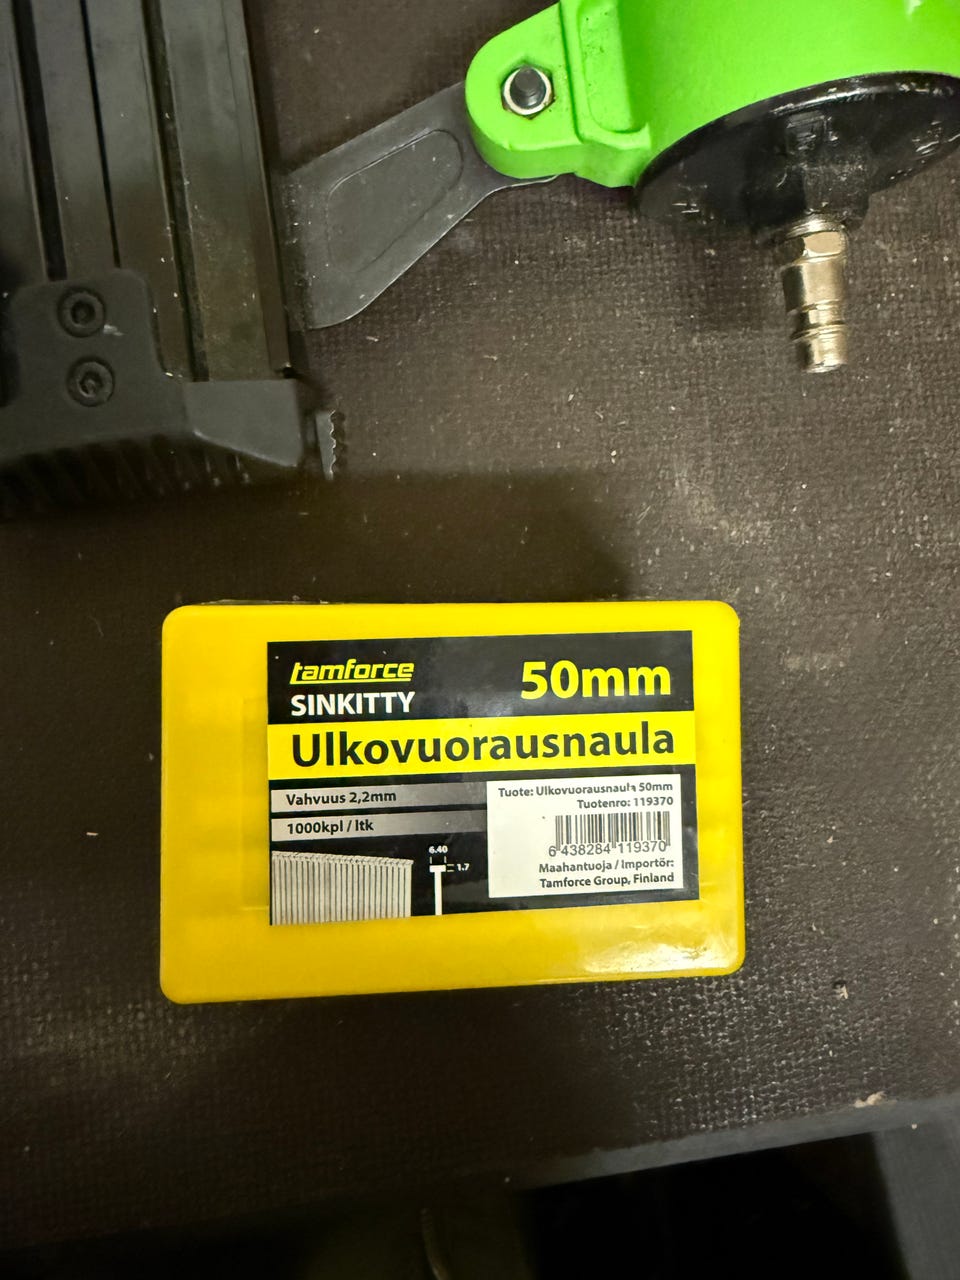 tamforce
SINKITTY
50mm
Ulkovuorausnaula
Vahvuus 2,2mm
1000kpl / ltk
6.40
1.7
Tuote: Ulkovuorausnaula 50mm
Tuotenro: 119370
6 438284 119370
Maahantuoja / Importör:
Tamforce Group, Finland